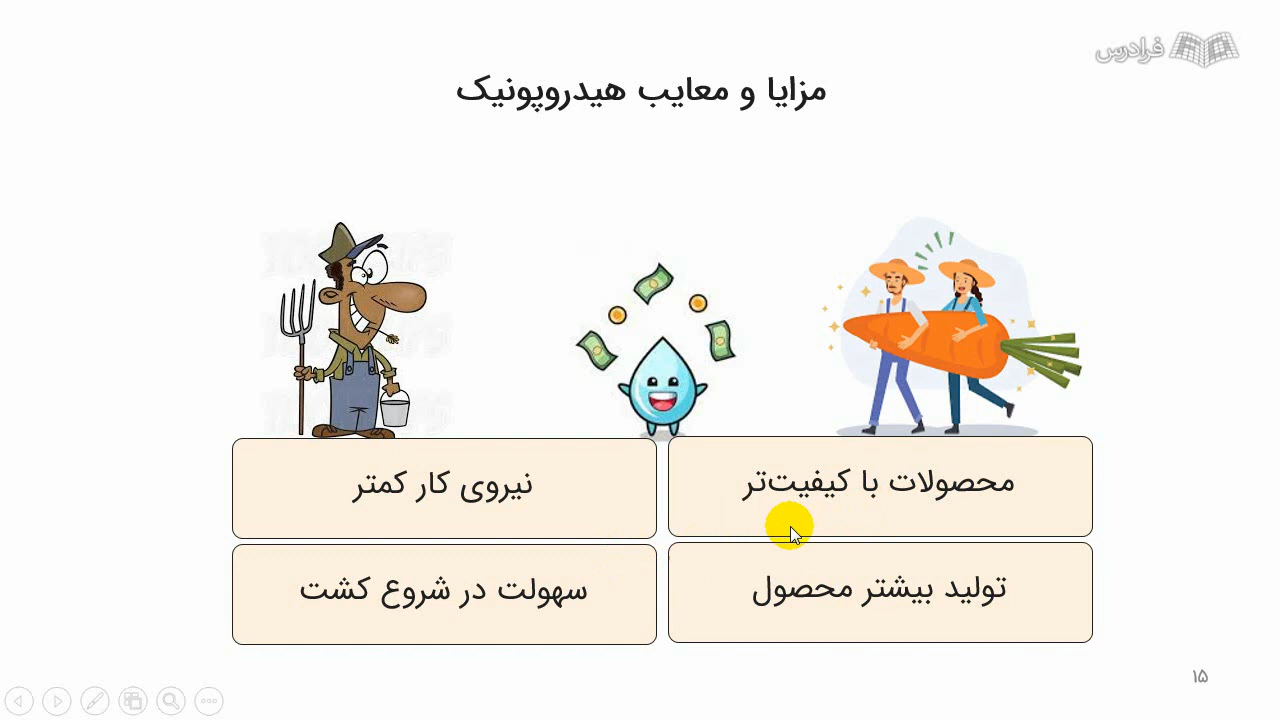 فرادرس
مزایا و معایب هیدروپونیک
محصولات با کیفیت‌تر
نیروی کار کمتر
تولید بیشتر محصول
سهولت در شروع کشت
۱۵